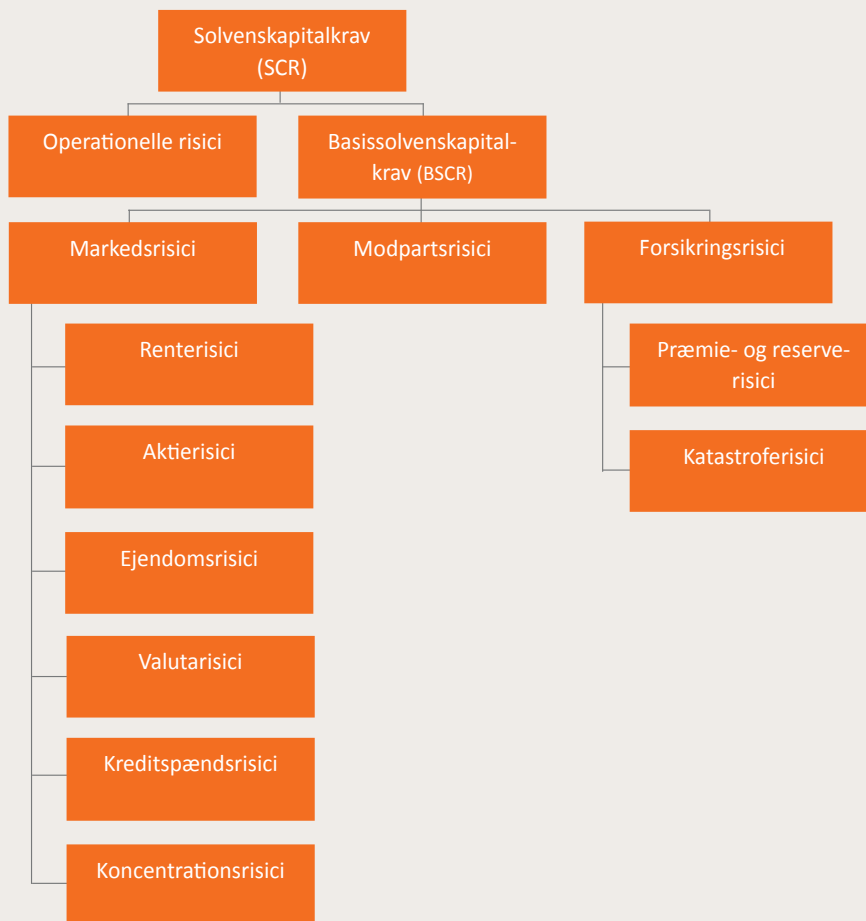 Solvenskapitalkrav
(SCR)
Operationelle risici
Basissolvenskapital-
krav (BSCR)
Markedsrisici
Modpartsrisici
Forsikringsrisici
Renterisici
Aktierisici
Ejendomsrisici
Valutarisici
Kreditspændsrisici
Koncentrationsrisici
Præmie- og reserve-
risici
Katastroferisici